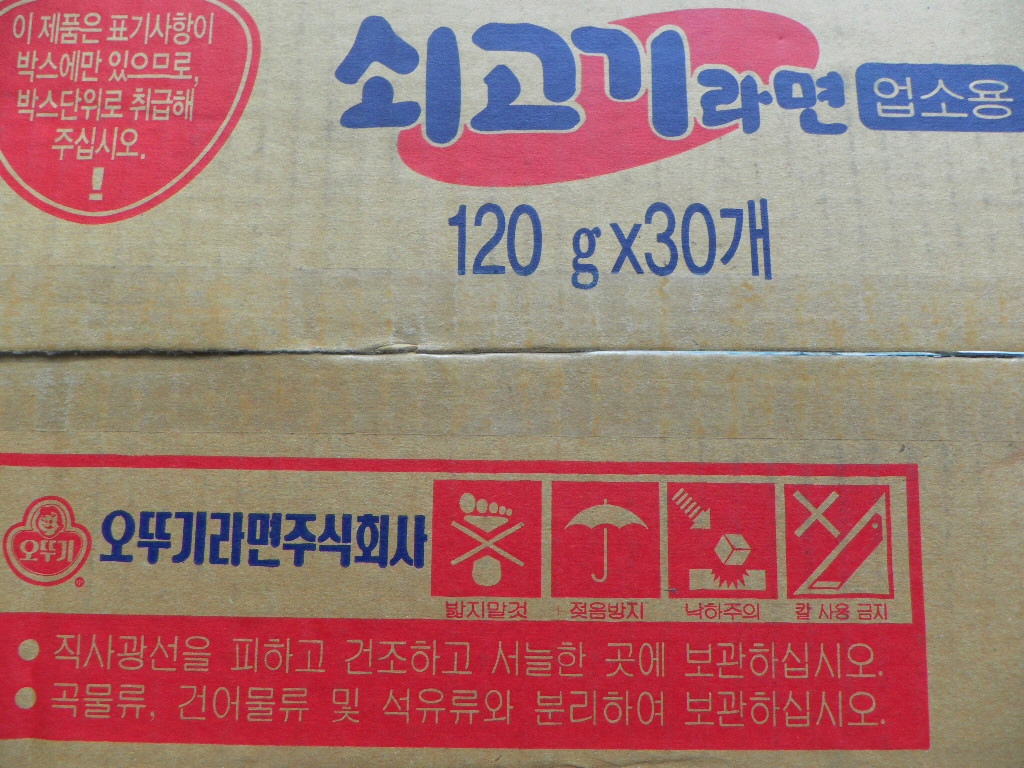 이 제품은 표기사항이
박스에만 있으므로,
박스단위로 취급해
주십시오.
!
쇠고기라면 업소용
120 g x30개
오뚜기 오뚜기라면주식회사
밟지말것 젖음방지 낙하주의 칼 사용 금지
● 직사광선을 피하고 건조하고 서늘한 곳에 보관하십시오.
● 곡물류, 건어물류 및 석유류와 분리하여 보관하십시오.